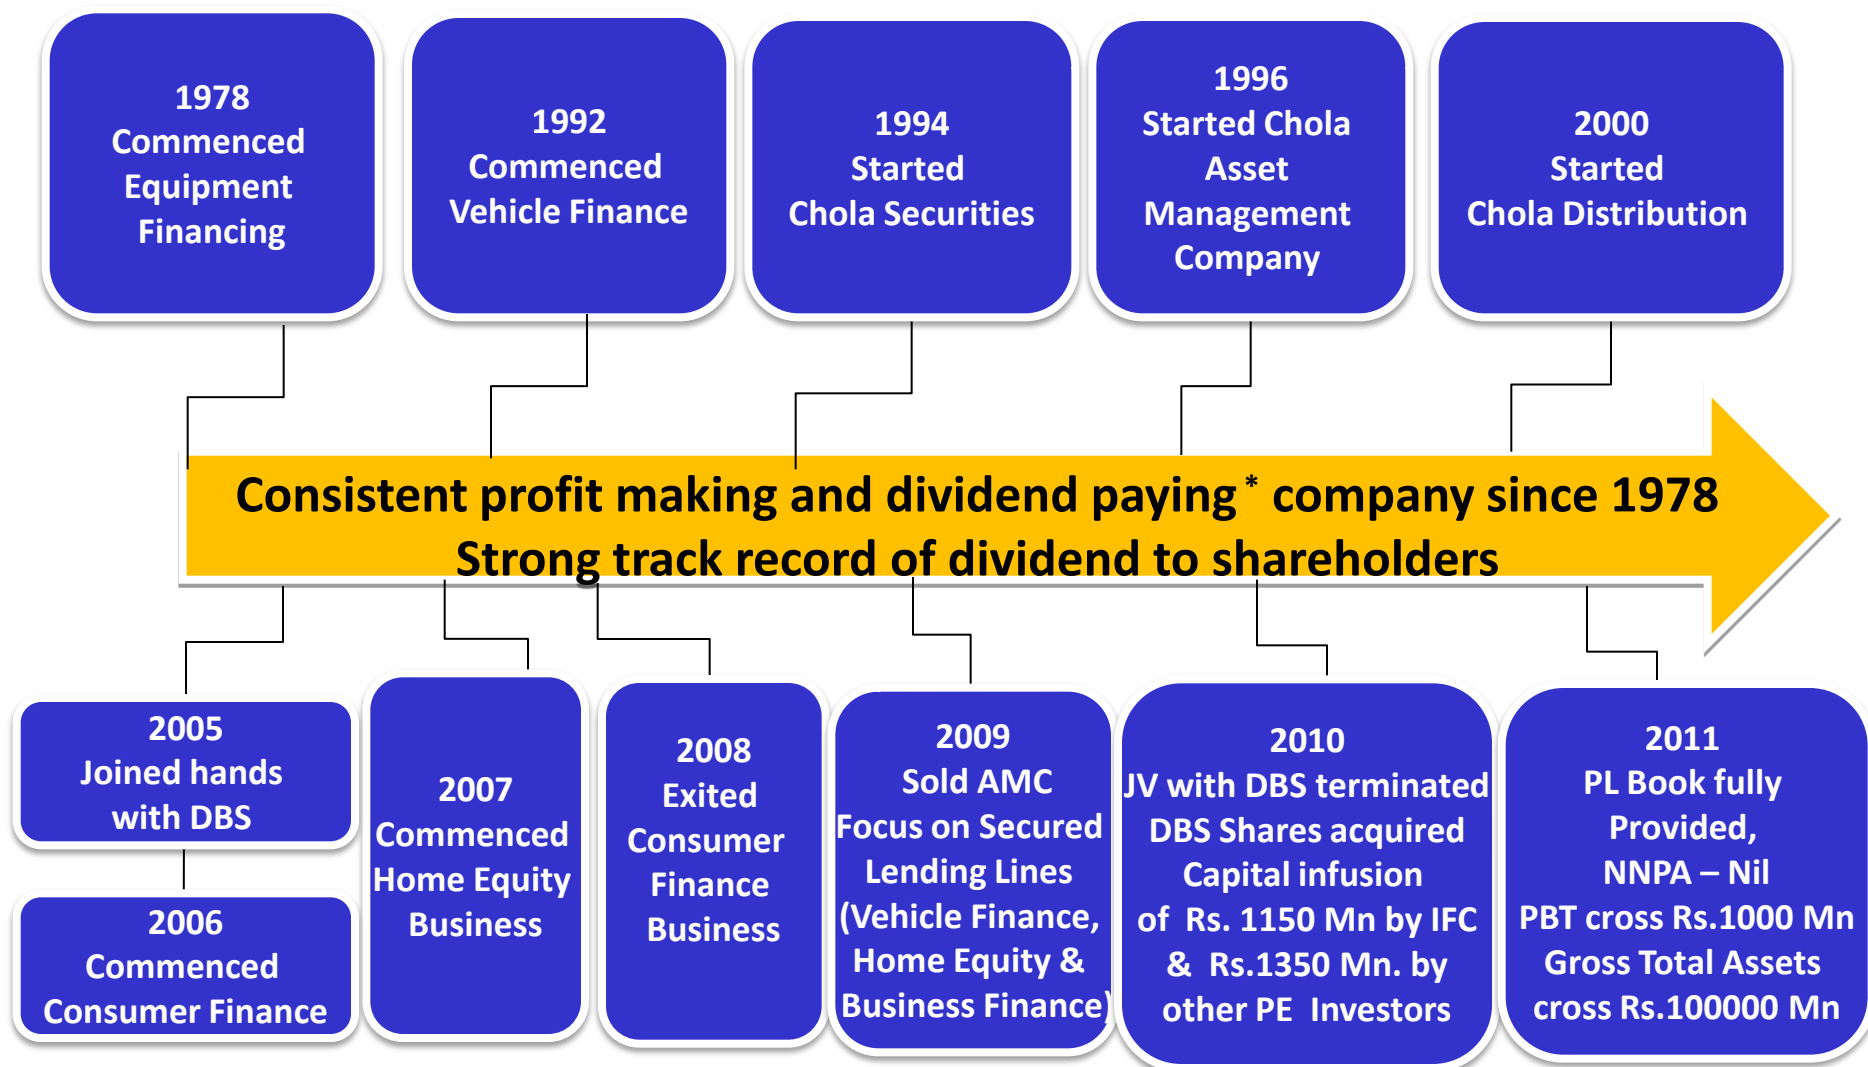 1978
Commenced
Equipment
Financing
1992
Commenced
Vehicle Finance
1994
Started
Chola Securities
1996
Started Chola
Asset
Management
Company
2000
Started
Chola Distribution
Consistent profit making and dividend paying* company since 1978
Strong track record of dividend to shareholders
2005
Joined hands
with DBS
2006
Commenced
Consumer Finance
2007
Commenced
Home Equity
Business
2008
Exited
Consumer
Finance
Business
2009
Sold AMC
Focus on Secured
Lending Lines
(Vehicle Finance,
Home Equity &
Business Finance)
2010
JV with DBS terminated
DBS Shares acquired
Capital infusion
of Rs. 1150 Mn by IFC
& Rs.1350 Mn. by
other PE Investors
2011
PL Book fully
Provided,
NNPA – Nil
PBT cross Rs.1000 Mn
Gross Total Assets
cross Rs.100000 Mn